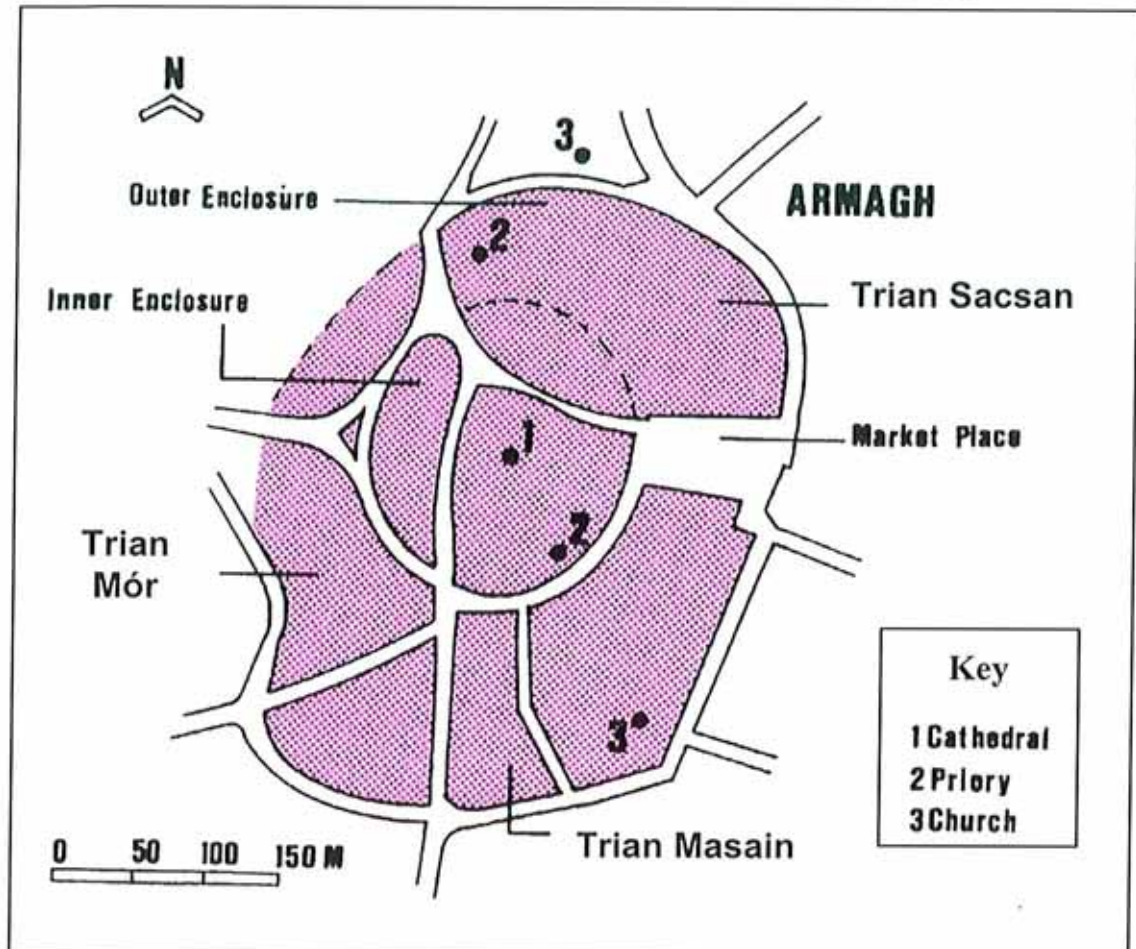 N
3
Outer Enclosure
ARMAGH
2
Trian Sacsan
Inner Enclosure
1
Market Place
2
Trian
Mór
Key
1 Cathedral
2 Priory
3 Church
3
Trian Masain
0 50 100 150 M